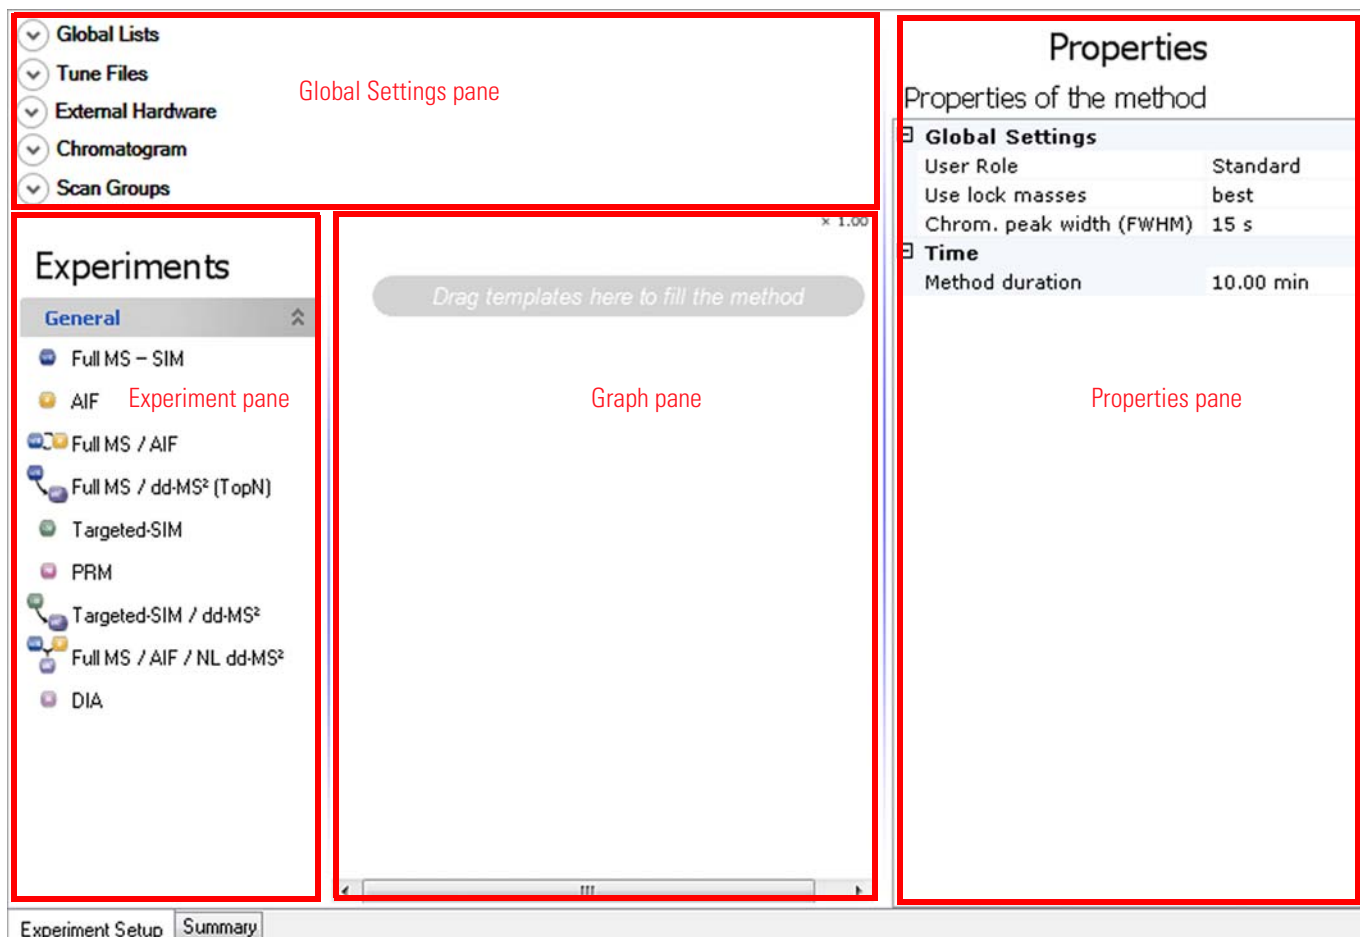 Global Lists
Tune Files
External Hardware
Chromatogram
Scan Groups
Global Settings pane
Experiments
General
Full MS – SIM
AIF
Full MS / AIF
Full MS / dd-MS² (TopN)
Targeted-SIM
PRM
Targeted-SIM / dd-MS²
Full MS / AIF / NL dd-MS²
DIA
Experiment pane
× 1.00
Drag templates here to fill the method
Graph pane
Properties
Properties of the method
Global Settings
User Role Standard
Use lock masses best
Chrom. peak width (FWHM) 15 s
Time
Method duration 10.00 min
Properties pane
Experiment Setup Summary